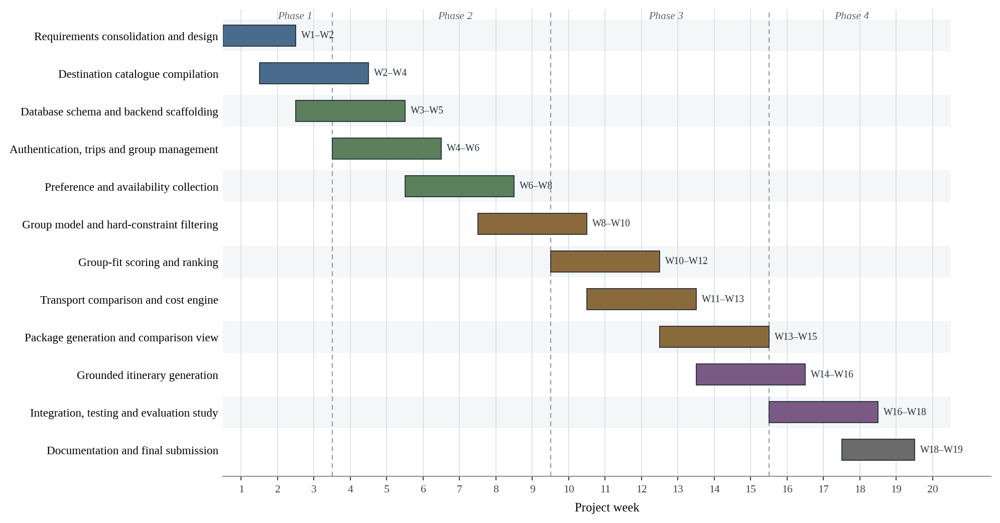 Phase 1 Phase 2 Phase 3 Phase 4
Requirements consolidation and design W1–W2
Destination catalogue compilation W2–W4
Database schema and backend scaffolding W3–W5
Authentication, trips and group management W4–W6
Preference and availability collection W6–W8
Group model and hard-constraint filtering W8–W10
Group-fit scoring and ranking W10–W12
Transport comparison and cost engine W11–W13
Package generation and comparison view W13–W15
Grounded itinerary generation W14–W16
Integration, testing and evaluation study W16–W18
Documentation and final submission W18–W19
1 2 3 4 5 6 7 8 9 10 11 12 13 14 15 16 17 18 19 20
Project week